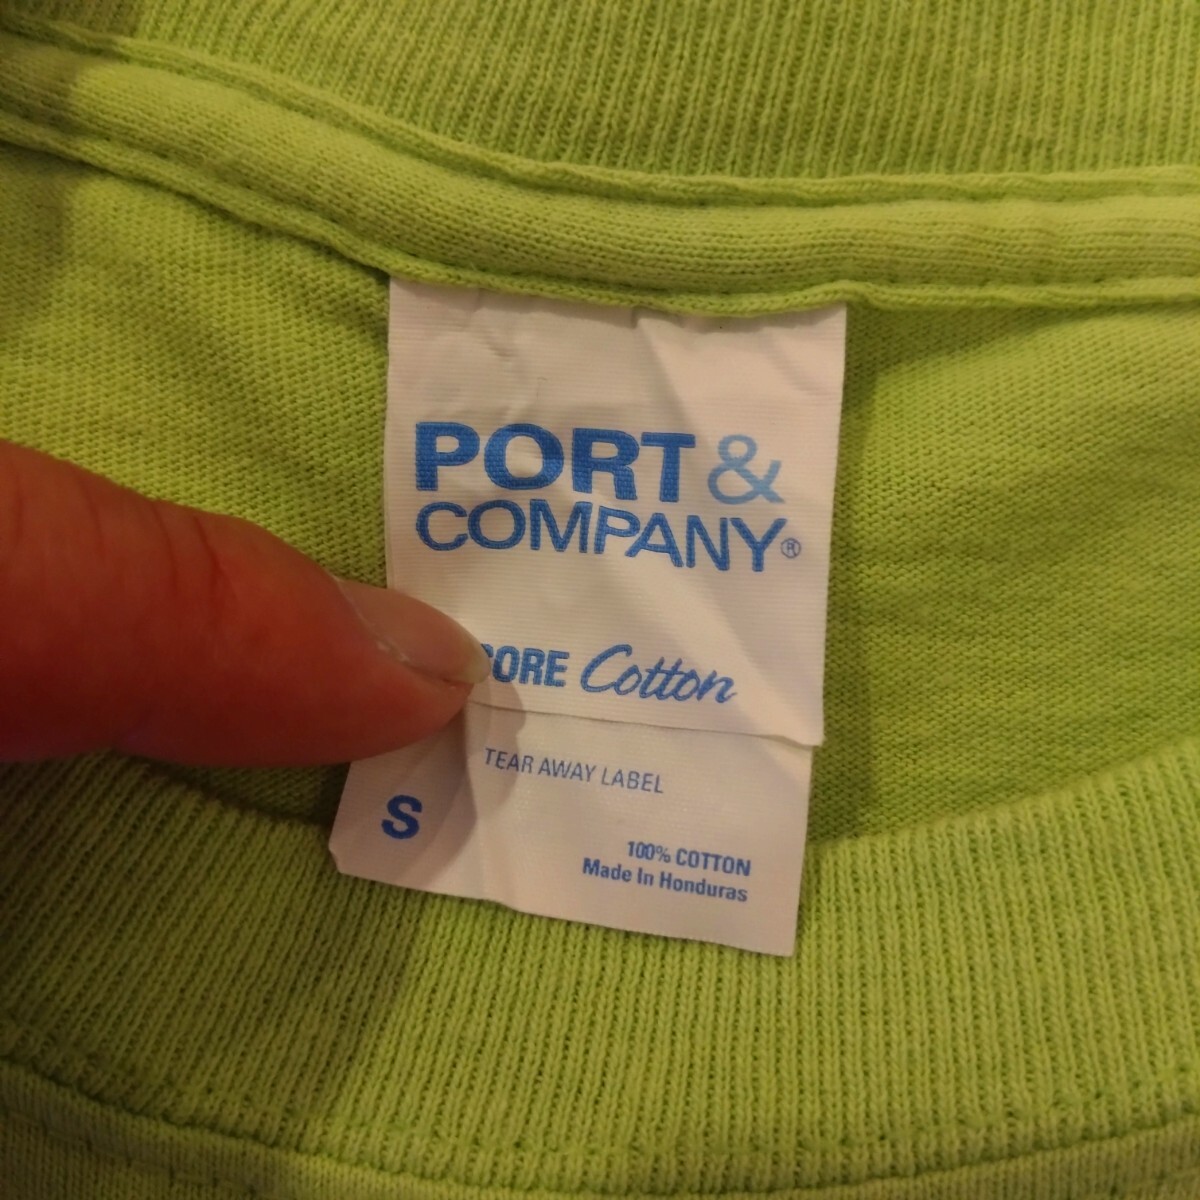 PORT &
COMPANY®
CORE Cotton
TEAR AWAY LABEL
S
100% COTTON
Made In Honduras